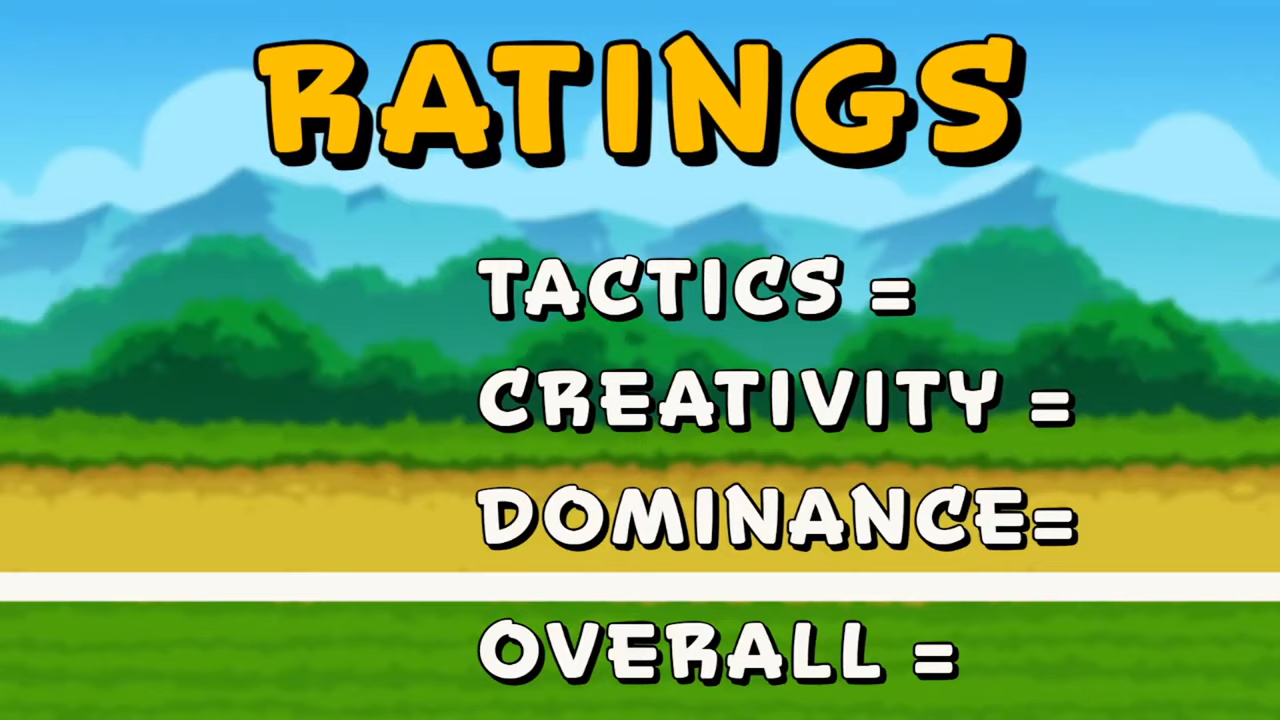 RATINGS
TACTICS =
CREATIVITY =
DOMINANCE=
OVERALL =